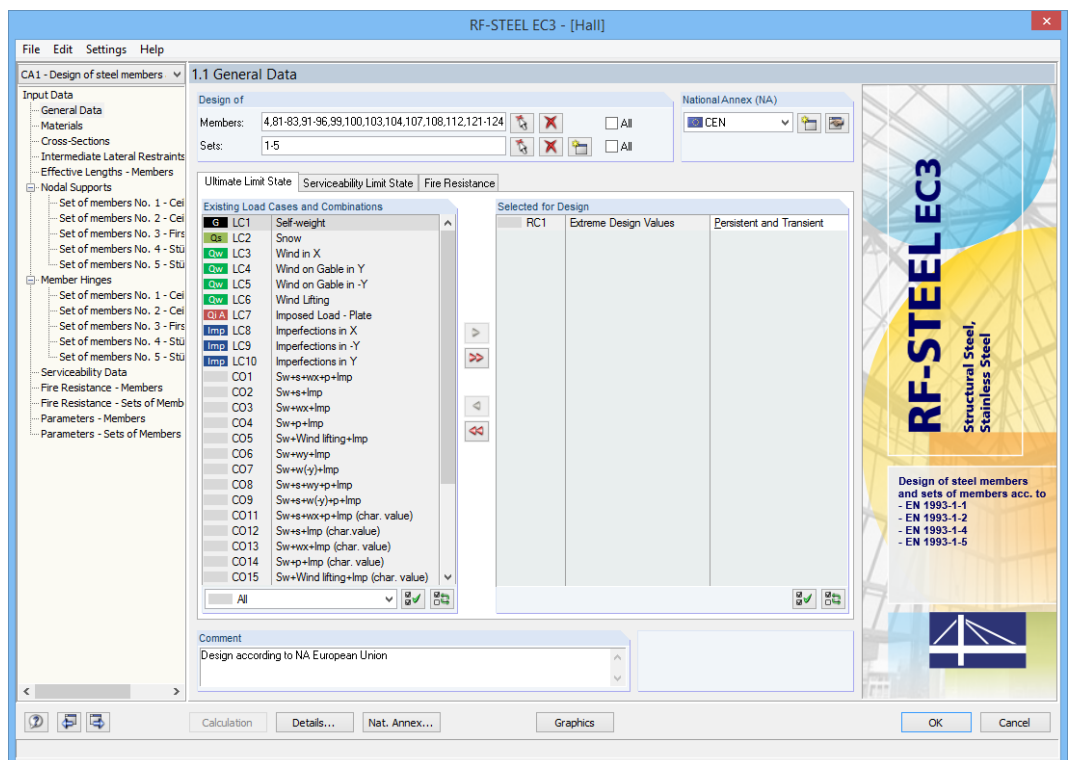 RF-STEEL EC3 - [Hall]
File Edit Settings Help
CA1 - Design of steel members
Input Data
General Data
Materials
Cross-Sections
Intermediate Lateral Restraints
Effective Lengths - Members
Nodal Supports
Set of members No. 1 - Cei
Set of members No. 2 - Cei
Set of members No. 3 - Firs
Set of members No. 4 - Stü
Set of members No. 5 - Stü
Member Hinges
Set of members No. 1 - Cei
Set of members No. 2 - Cei
Set of members No. 3 - Firs
Set of members No. 4 - Stü
Set of members No. 5 - Stü
Serviceability Data
Fire Resistance - Members
Fire Resistance - Sets of Memb
Parameters - Members
Parameters - Sets of Members
1.1 General Data
Design of
Members: 4,81-83,91-96,99,100,103,104,107,108,112,121-124 All
Sets: 1-5 All
National Annex (NA)
CEN
Ultimate Limit State Serviceability Limit State Fire Resistance
Existing Load Cases and Combinations
G LC1 Self-weight
Qs LC2 Snow
Qw LC3 Wind in X
Qw LC4 Wind on Gable in Y
Qw LC5 Wind on Gable in -Y
Qw LC6 Wind Lifting
Qi A LC7 Imposed Load - Plate
Imp LC8 Imperfections in X
Imp LC9 Imperfections in -Y
Imp LC10 Imperfections in Y
CO1 Sw+s+wx+p+Imp
CO2 Sw+s+Imp
CO3 Sw+wx+Imp
CO4 Sw+p+Imp
CO5 Sw+Wind lifting+Imp
CO6 Sw+wy+Imp
CO7 Sw+w(-y)+Imp
CO8 Sw+s+wy+p+Imp
CO9 Sw+s+w(-y)+p+Imp
CO11 Sw+s+wx+p+Imp (char. value)
CO12 Sw+s+Imp (char.value)
CO13 Sw+wx+Imp (char. value)
CO14 Sw+p+Imp (char. value)
CO15 Sw+Wind lifting+Imp (char. value)
All
Selected for Design
RC1 Extreme Design Values Persistent and Transient
Comment
Design according to NA European Union
RF-STEEL EC3
Structural Steel,
Stainless Steel
Design of steel members
and sets of members acc. to
- EN 1993-1-1
- EN 1993-1-2
- EN 1993-1-4
- EN 1993-1-5
Calculation Details... Nat. Annex... Graphics OK Cancel